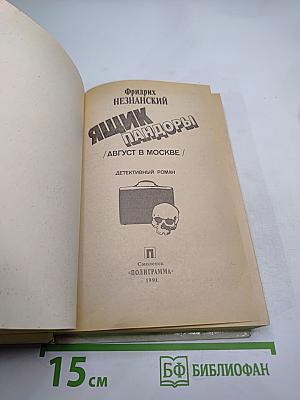 Фридрих
НЕЗНАНСКИЙ
ЯЩИК
ПАНДОРЫ
/АВГУСТ В МОСКВЕ/
ДЕТЕКТИВНЫЙ РОМАН
П
Смоленск
«ПОЛИГРАММА»
1991
15 см
БФ БИБЛИОФАН